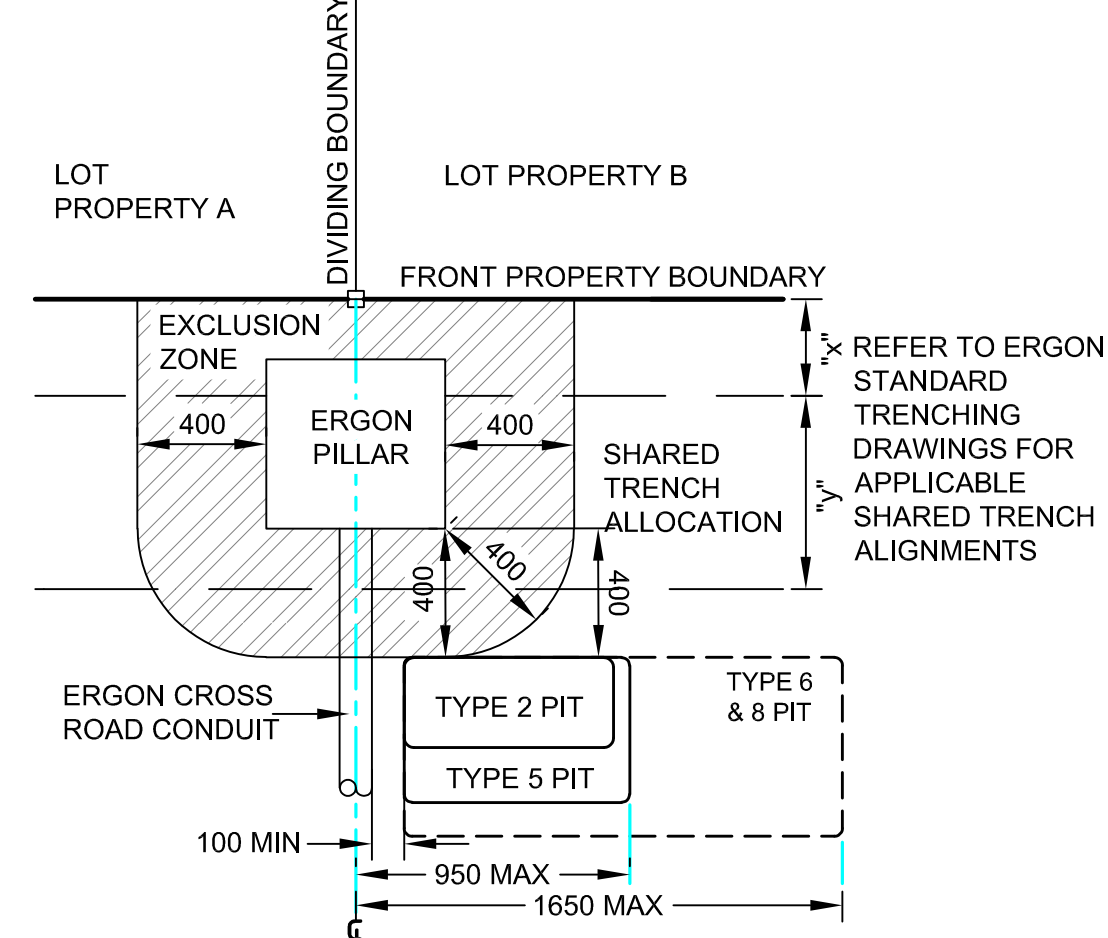 DIVIDING BOUNDARY
LOT
PROPERTY A
LOT PROPERTY B
FRONT PROPERTY BOUNDARY
EXCLUSION
ZONE
"x"
REFER TO ERGON
STANDARD
TRENCHING
DRAWINGS FOR
APPLICABLE
SHARED TRENCH
ALIGNMENTS
400
ERGON
PILLAR
400
SHARED
TRENCH
ALLOCATION
"y"
400
400
400
ERGON CROSS
ROAD CONDUIT
TYPE 2 PIT
TYPE 6
& 8 PIT
TYPE 5 PIT
100 MIN
950 MAX
1650 MAX